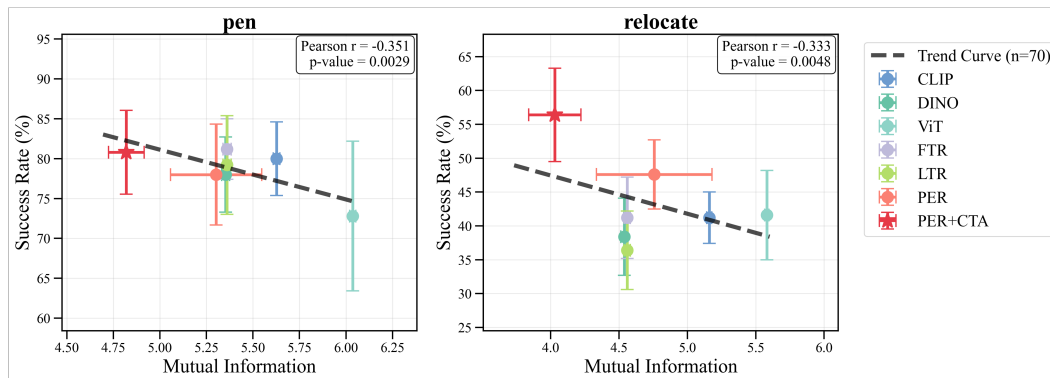 pen
Pearson r = -0.351
p-value = 0.0029
95
90
85
80
75
70
65
60
Success Rate (%)
4.50 4.75 5.00 5.25 5.50 5.75 6.00 6.25
Mutual Information
relocate
Pearson r = -0.333
p-value = 0.0048
65
60
55
50
45
40
35
30
25
Success Rate (%)
4.0 4.5 5.0 5.5 6.0
Mutual Information
Trend Curve (n=70)
CLIP
DINO
ViT
FTR
LTR
PER
PER+CTA